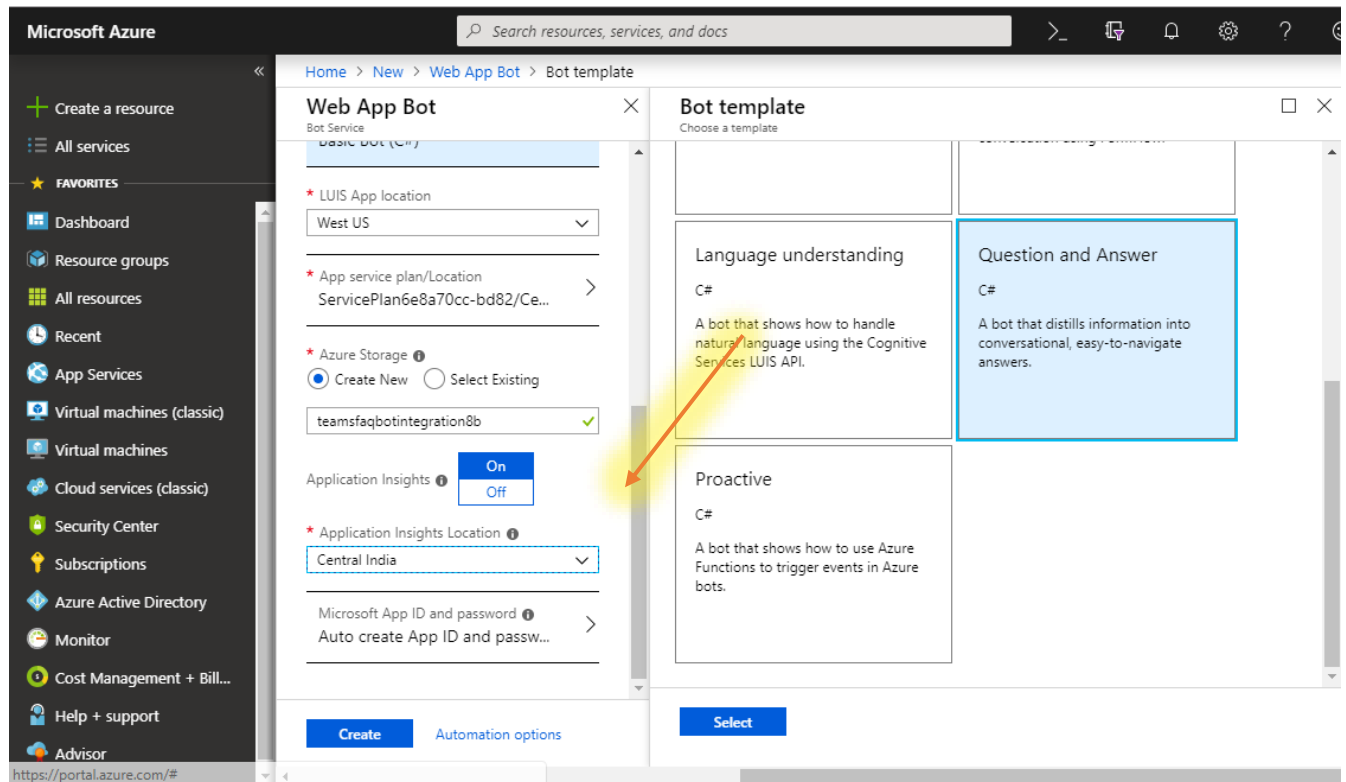 Microsoft Azure
Search resources, services, and docs
Home > New > Web App Bot > Bot template
Create a resource
All services
FAVORITES
Dashboard
Resource groups
All resources
Recent
App Services
Virtual machines (classic)
Virtual machines
Cloud services (classic)
Security Center
Subscriptions
Azure Active Directory
Monitor
Cost Management + Bill...
Help + support
Advisor
https://portal.azure.com/#
Web App Bot
Bot Service
Basic Bot (C#)
* LUIS App location
West US
* App service plan/Location
ServicePlan6e8a70cc-bd82/Ce...
* Azure Storage
Create New Select Existing
teamsfaqbotintegration8b
Application Insights
On
Off
* Application Insights Location
Central India
Microsoft App ID and password
Auto create App ID and passw...
Create Automation options
Bot template
Choose a template
Language understanding
C#
A bot that shows how to handle
natural language using the Cognitive
Services LUIS API.
Question and Answer
C#
A bot that distills information into
conversational, easy-to-navigate
answers.
Proactive
C#
A bot that shows how to use Azure
Functions to trigger events in Azure
bots.
Select